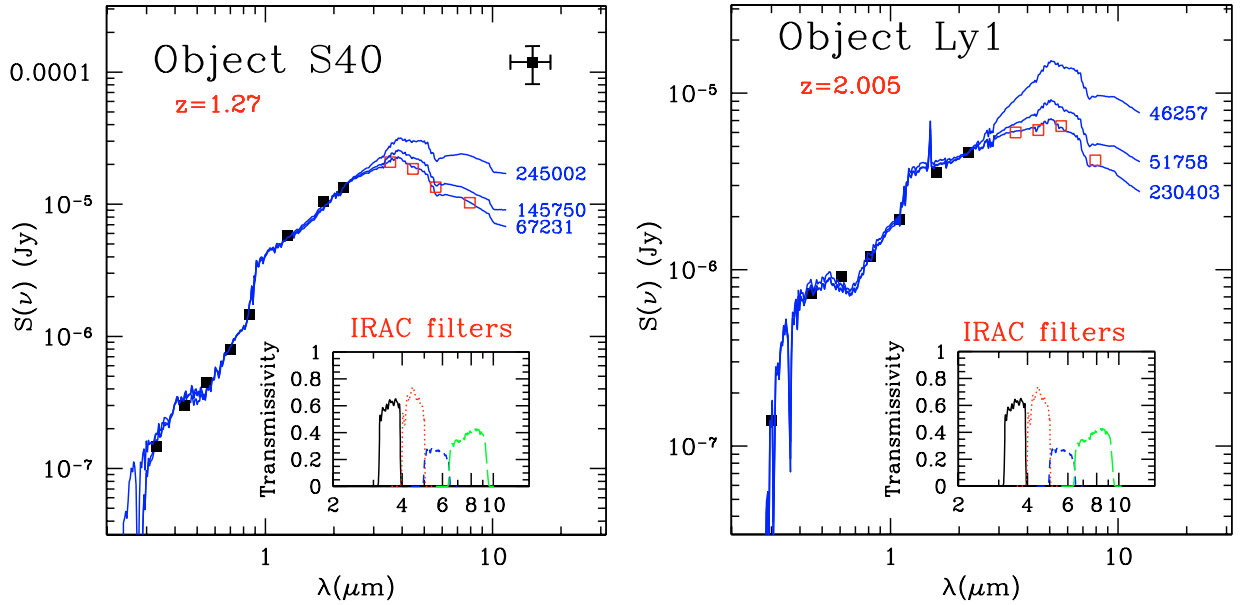 Object S40
z=1.27
0.0001
10⁻⁵
10⁻⁶
10⁻⁷
S(ν) (Jy)
245002
145750
67231
IRAC filters
Transmissivity
1
0.8
0.6
0.4
0.2
0
2 4 6 8 10
1 10
λ(μm)
Object Ly1
z=2.005
10⁻⁵
10⁻⁶
10⁻⁷
S(ν) (Jy)
46257
51758
230403
IRAC filters
Transmissivity
1
0.8
0.6
0.4
0.2
0
2 4 6 8 10
1 10
λ(μm)